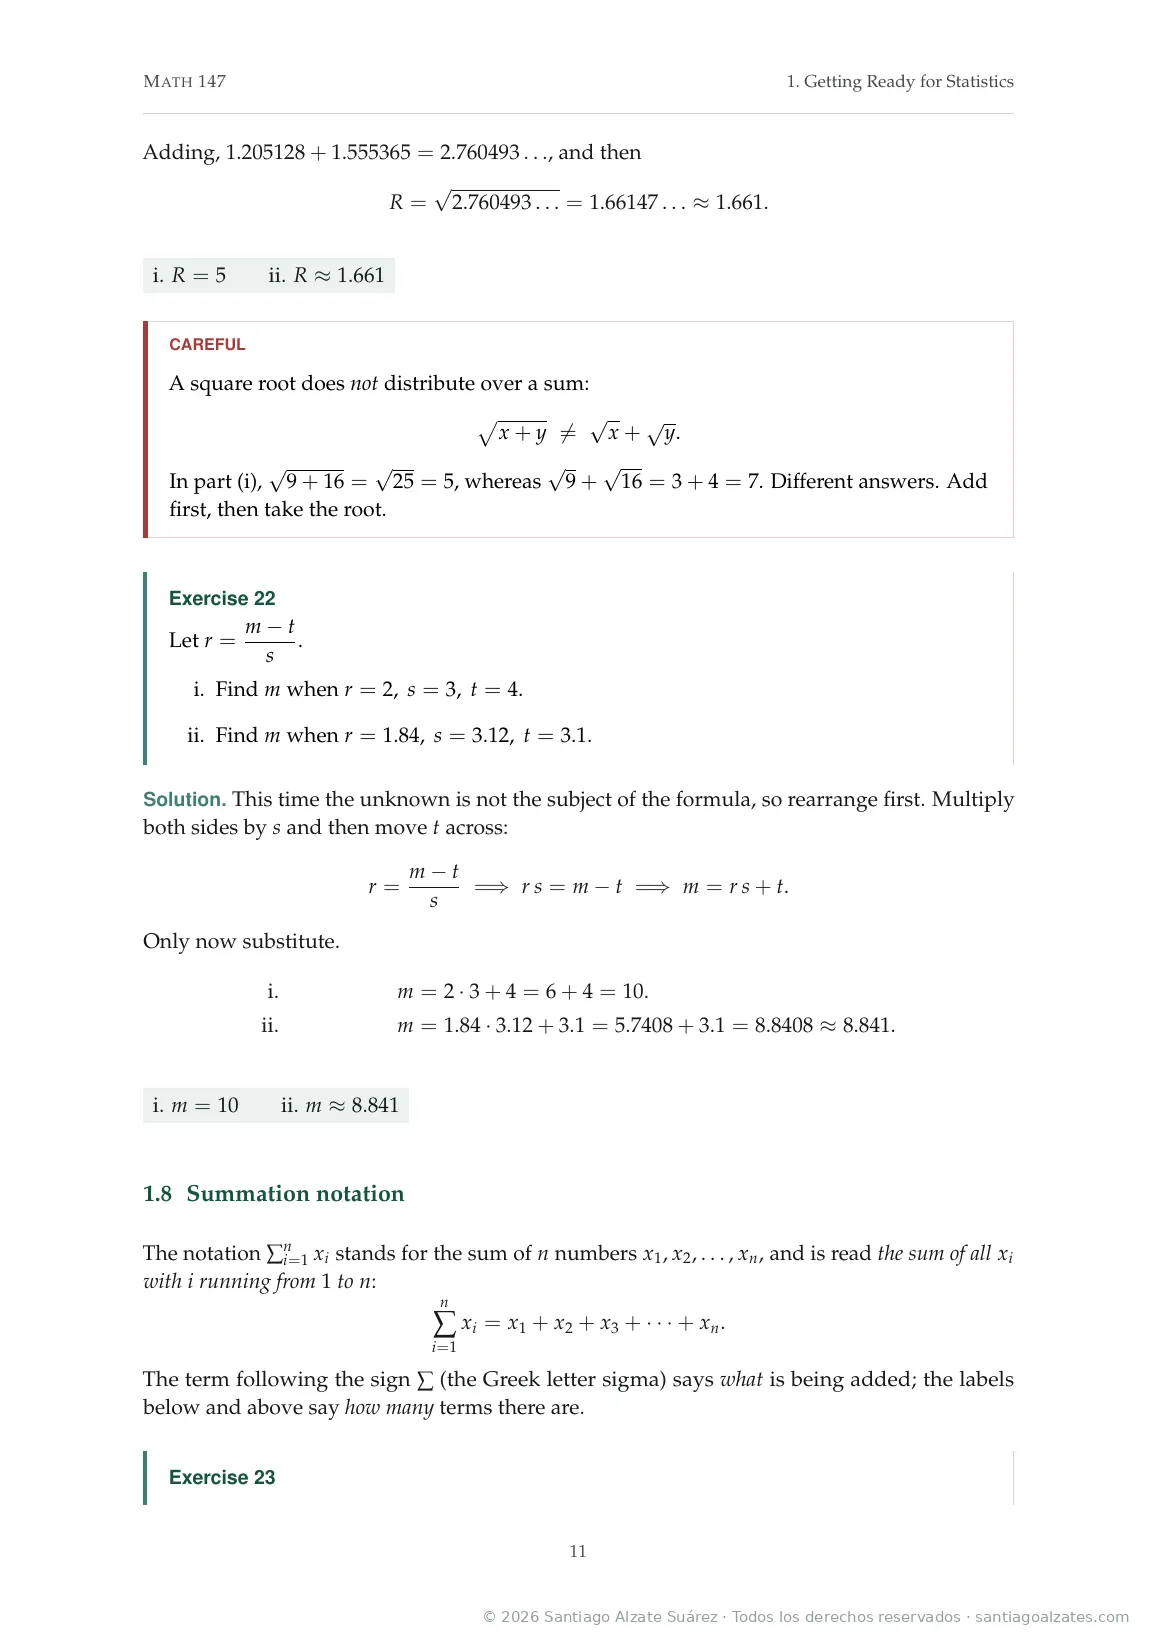 MATH 147 1. Getting Ready for Statistics
Adding, 1.205128 + 1.555365 = 2.760493 . . ., and then
R = √2.760493 . . . = 1.66147 . . . ≈ 1.661.
i. R = 5 ii. R ≈ 1.661
CAREFUL
A square root does not distribute over a sum:
√x + y ≠ √x + √y.
In part (i), √9 + 16 = √25 = 5, whereas √9 + √16 = 3 + 4 = 7. Different answers. Add
first, then take the root.
Exercise 22
Let r = (m − t)/s.
i. Find m when r = 2, s = 3, t = 4.
ii. Find m when r = 1.84, s = 3.12, t = 3.1.
Solution. This time the unknown is not the subject of the formula, so rearrange first. Multiply
both sides by s and then move t across:
r = (m − t)/s ⟹ r s = m − t ⟹ m = r s + t.
Only now substitute.
i. m = 2 · 3 + 4 = 6 + 4 = 10.
ii. m = 1.84 · 3.12 + 3.1 = 5.7408 + 3.1 = 8.8408 ≈ 8.841.
i. m = 10 ii. m ≈ 8.841
1.8 Summation notation
The notation ∑ⁿᵢ₌₁ xᵢ stands for the sum of n numbers x₁, x₂, . . . , xₙ, and is read the sum of all xᵢ
with i running from 1 to n:
∑ⁿᵢ₌₁ xᵢ = x₁ + x₂ + x₃ + · · · + xₙ.
The term following the sign ∑ (the Greek letter sigma) says what is being added; the labels
below and above say how many terms there are.
Exercise 23
11
© 2026 Santiago Alzate Suárez · Todos los derechos reservados · santiagoalzates.com